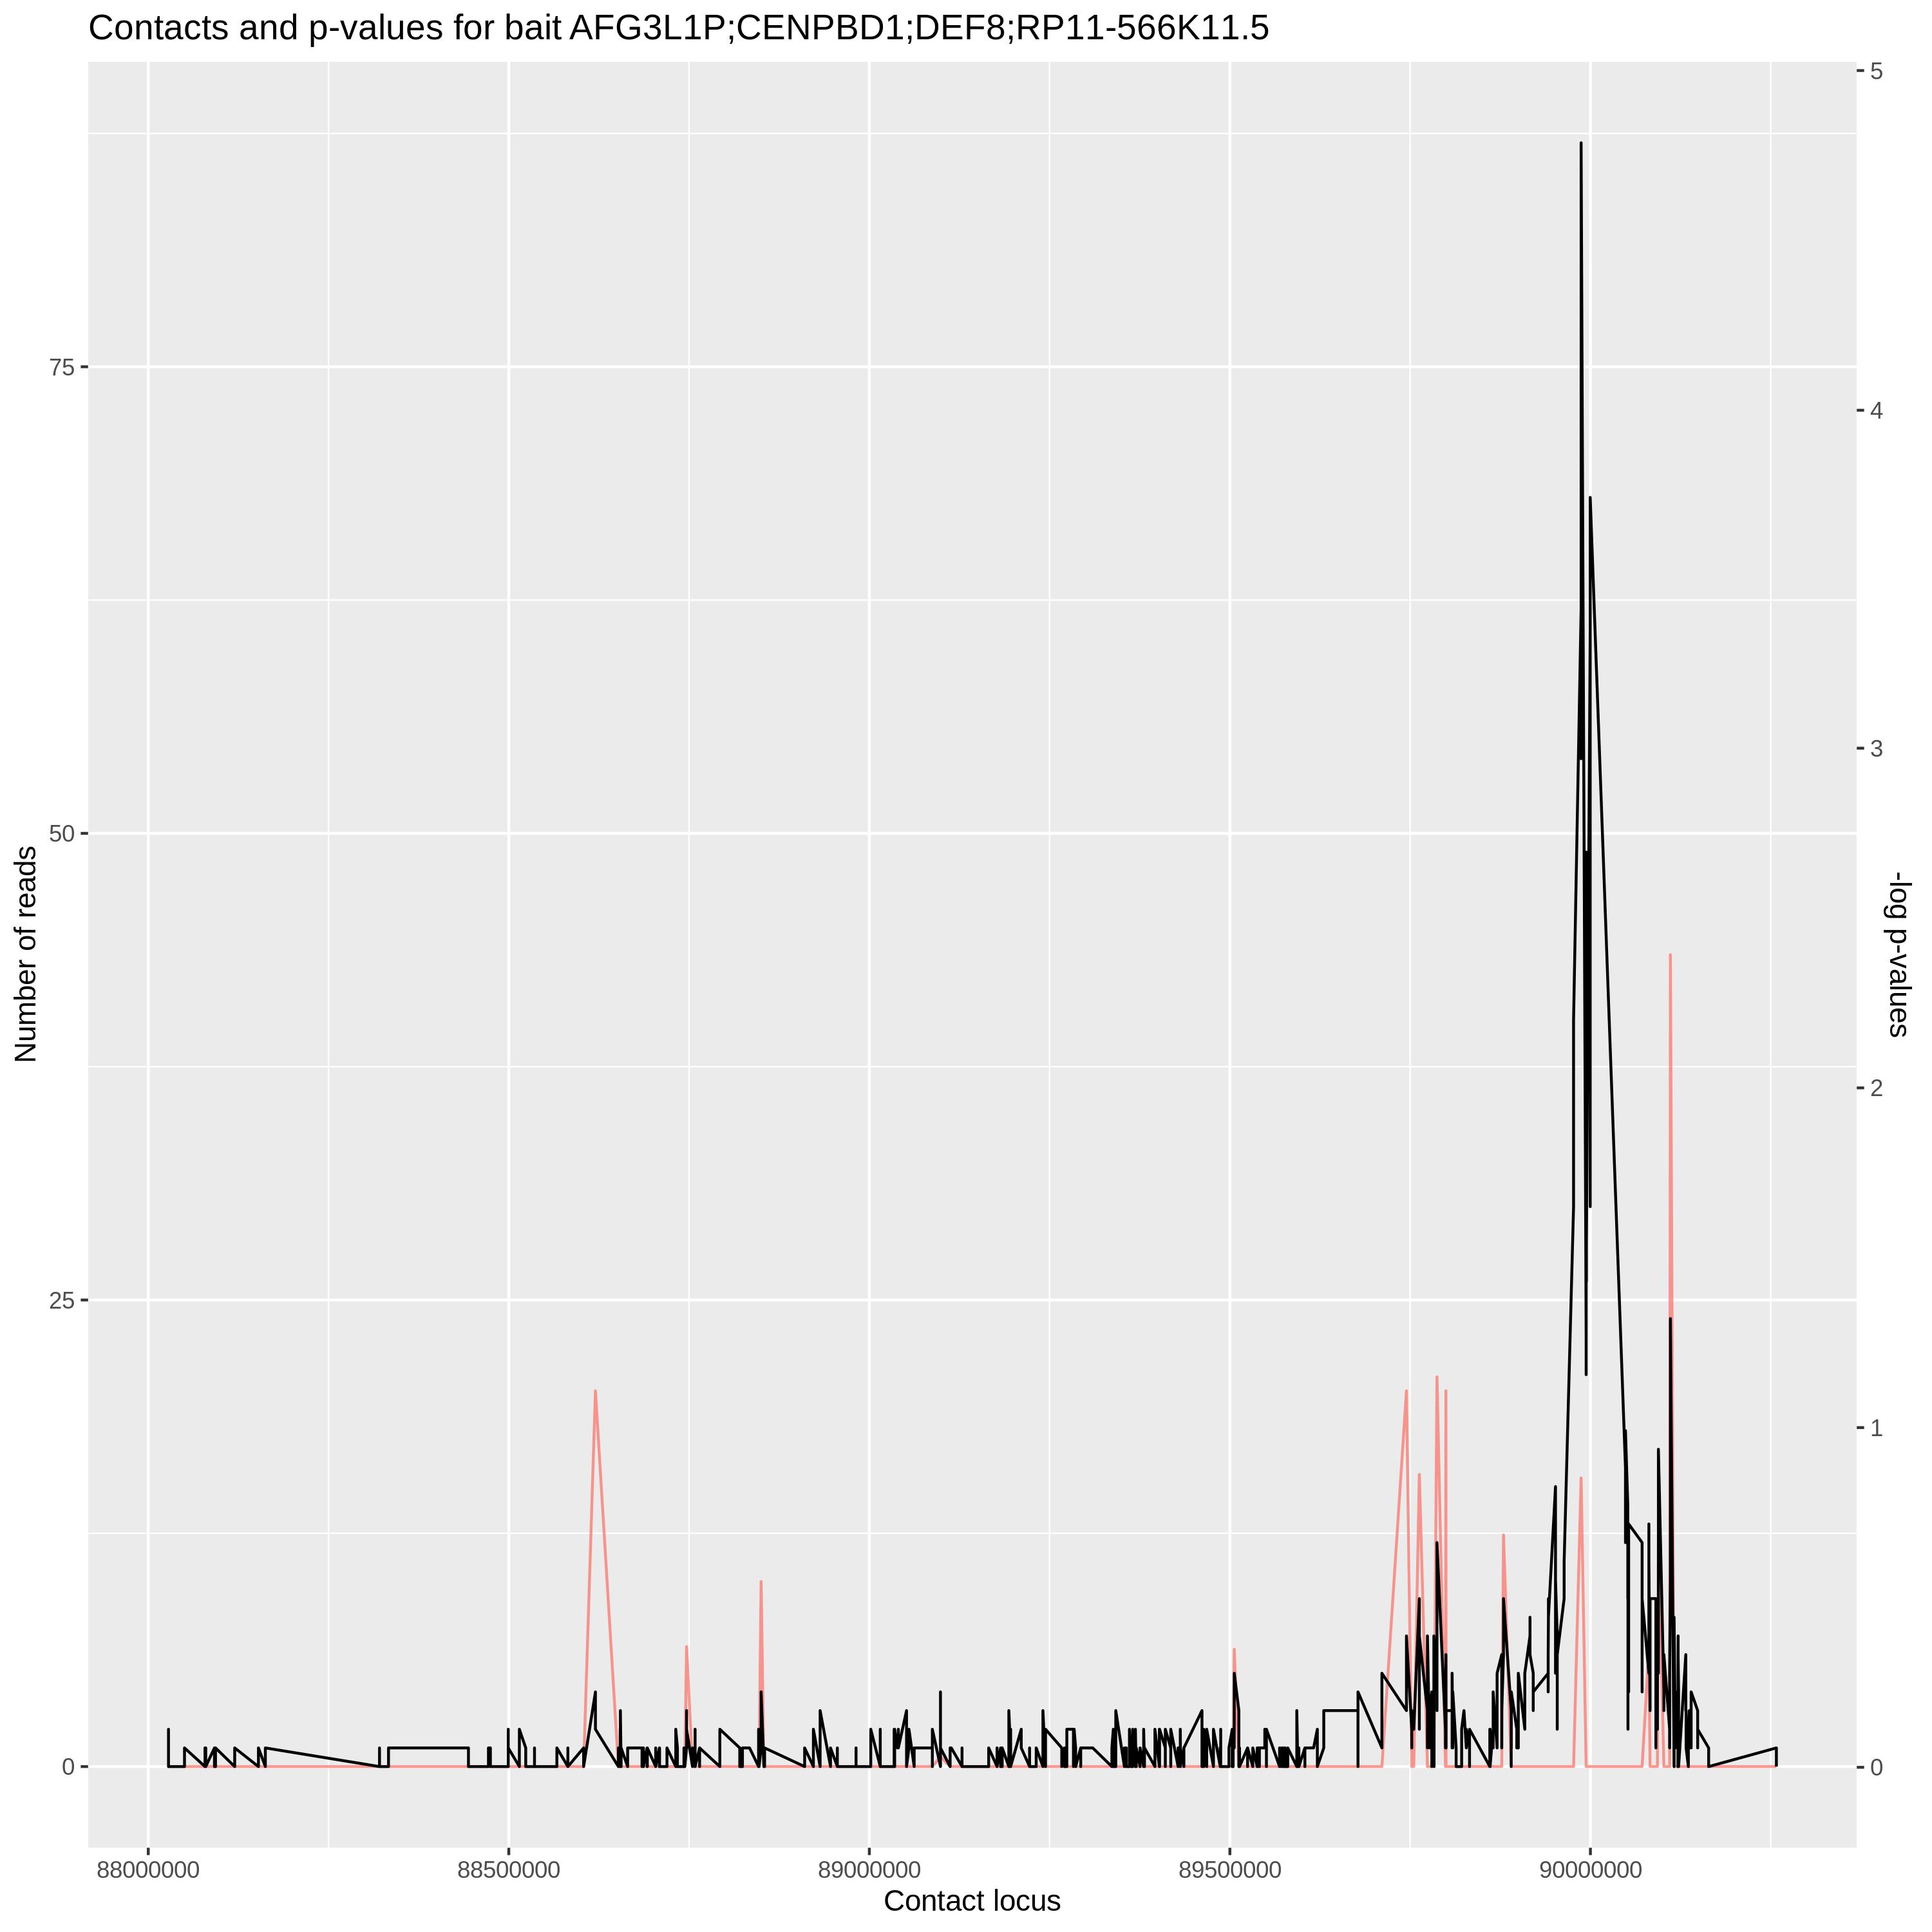 Contacts and p-values for bait AFG3L1P;CENPBD1;DEF8;RP11-566K11.5
5
75
4
3
50
Number of reads
-log p-values
2
25
1
0
0
88000000 88500000 89000000 89500000 90000000
Contact locus